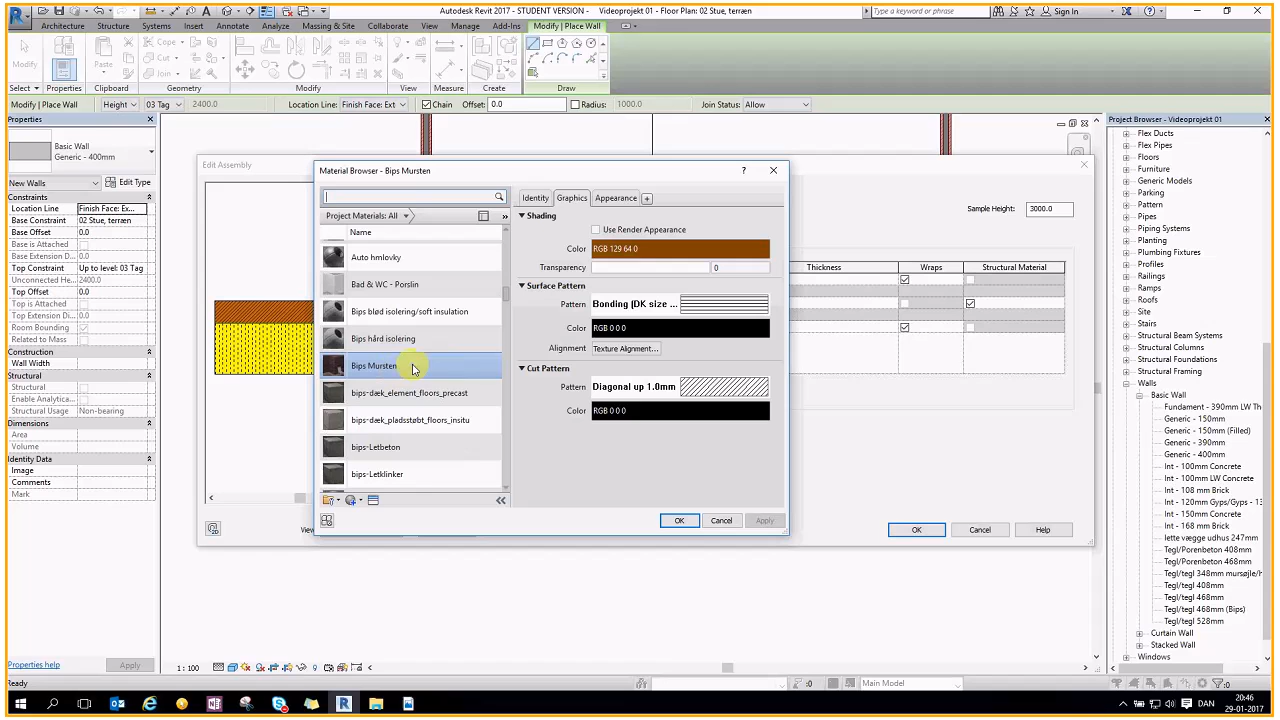 Autodesk Revit 2017 - STUDENT VERSION - Videoprojekt 01 - Floor Plan: 02 Stue, terræn
Type a keyword or phrase
Sign In
Architecture Structure Systems Insert Annotate Analyze Massing & Site Collaborate View Manage Add-Ins Modify | Place Wall
Modify
Paste
Cope
Cut
Join
Select Properties Clipboard Geometry Modify View Measure Create Draw
Modify | Place Wall Height 03 Tag 2400.0 Location Line: Finish Face: Ext Chain Offset: 0.0 Radius: 1000.0 Join Status: Allow
Properties
Basic Wall
Generic - 400mm
New Walls Edit Type
Constraints
Location Line Finish Face: Ex...
Base Constraint 02 Stue, terræn
Base Offset 0.0
Base is Attached
Base Extension D
Top Constraint Up to level: 03 Tag
Unconnected He
Top Offset 0.0
Top is Attached
Top Extension Di
Room Bounding
Related to Mass
Construction
Wall Width
Structural
Structural
Enable Analytica
Structural Usage Non-bearing
Dimensions
Area
Volume
Identity Data
Image
Comments
Mark
Properties help Apply
Edit Assembly
Sample Height: 3000.0
Thickness Wraps Structural Material
View
OK Cancel Help
Material Browser - Bips Mursten
Project Materials: All
Name
Auto hmlovky
Bad & WC - Porslin
Bips blød isolering/soft insulation
Bips hård isolering
Bips Mursten
bips-dæk_element_floors_precast
bips-dæk_pladsstøbt_floors_insitu
bips-Letbeton
bips-Letklinker
Identity Graphics Appearance
Shading
Use Render Appearance
Color RGB 129 64 0
Transparency 0
Surface Pattern
Pattern Bonding (DK size ...
Color RGB 0 0 0
Alignment Texture Alignment...
Cut Pattern
Pattern Diagonal up 1.0mm
Color RGB 0 0 0
OK Cancel Apply
Project Browser - Videoprojekt 01
Flex Ducts
Flex Pipes
Floors
Furniture
Generic Models
Parking
Pattern
Pipes
Piping Systems
Planting
Plumbing Fixtures
Profiles
Railings
Ramps
Roofs
Site
Stairs
Structural Beam Systems
Structural Columns
Structural Foundations
Structural Framing
Walls
Basic Wall
Fundament - 390mm LW Th
Generic - 150mm
Generic - 150mm (Filled)
Generic - 390mm
Generic - 400mm
Int - 100mm Concrete
Int - 100mm LW Concrete
Int - 108 mm Brick
Int - 120mm Gyps/Gyps - 13
Int - 150mm Concrete
Int - 168 mm Brick
lette vægge udhus 247mm
Tegl/Porenbeton 408mm
Tegl/Porenbeton 468mm
Tegl/tegl 348mm mursøjle/h
Tegl/tegl 408mm
Tegl/tegl 468mm
Tegl/tegl 468mm (Bips)
Tegl/tegl 528mm
Curtain Wall
Stacked Wall
Windows
1 : 100
Ready
:0 Main Model :0
DAN
20:46
29-01-2017